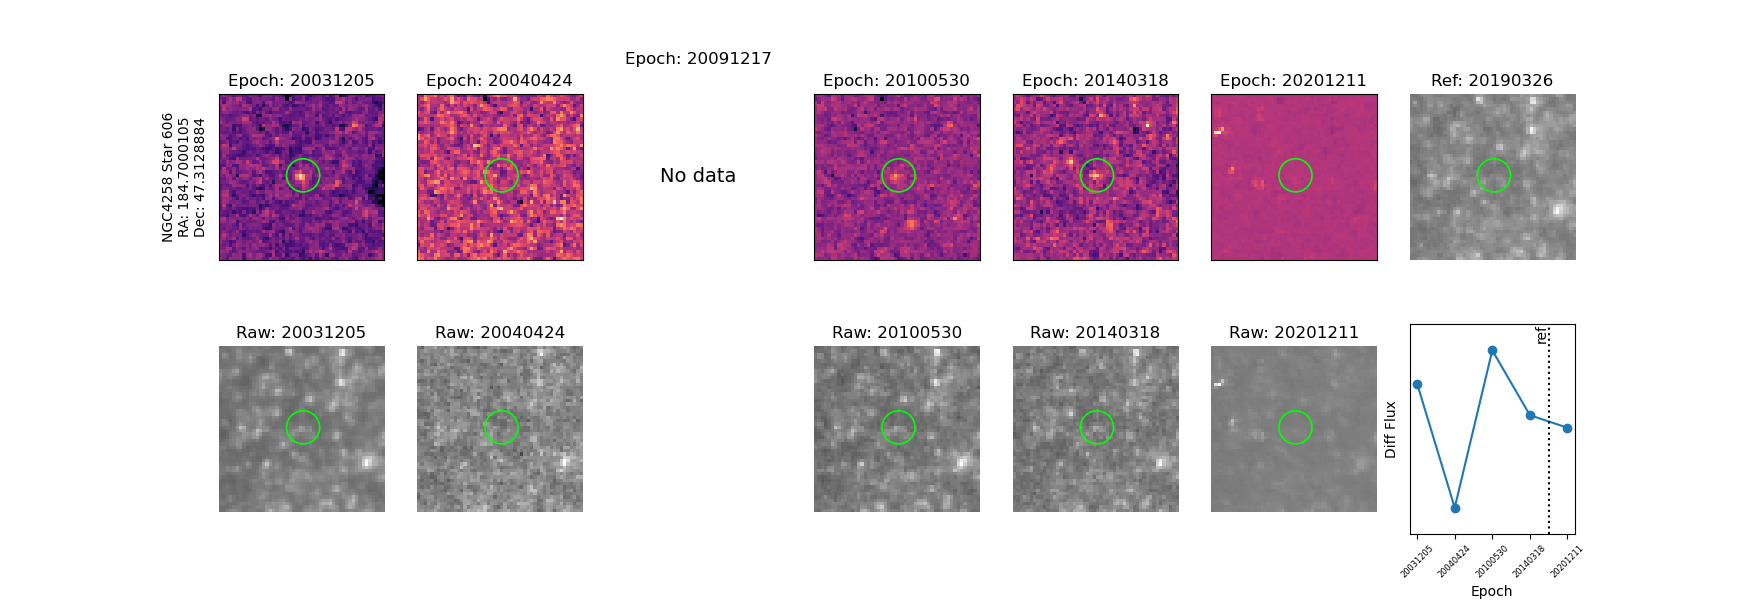 Epoch: 20091217
Epoch: 20031205
Epoch: 20040424
Epoch: 20100530
Epoch: 20140318
Epoch: 20201211
Ref: 20190326
NGC4258 Star 606
RA: 184.7000105
Dec: 47.3128884
No data
Raw: 20031205
Raw: 20040424
Raw: 20100530
Raw: 20140318
Raw: 20201211
ref
Diff Flux
20031205
20040424
20100530
20140318
20201211
Epoch